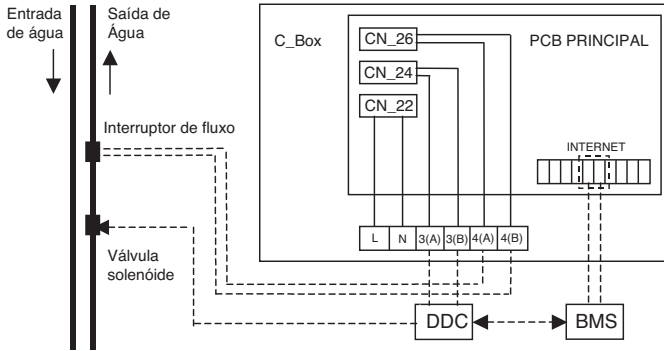 Entrada
de água
Saída de
Água
C_Box
PCB PRINCIPAL
CN_26
CN_24
CN_22
Interruptor de fluxo
INTERNET
L N 3(A) 3(B) 4(A) 4(B)
Válvula
solenóide
DDC
BMS